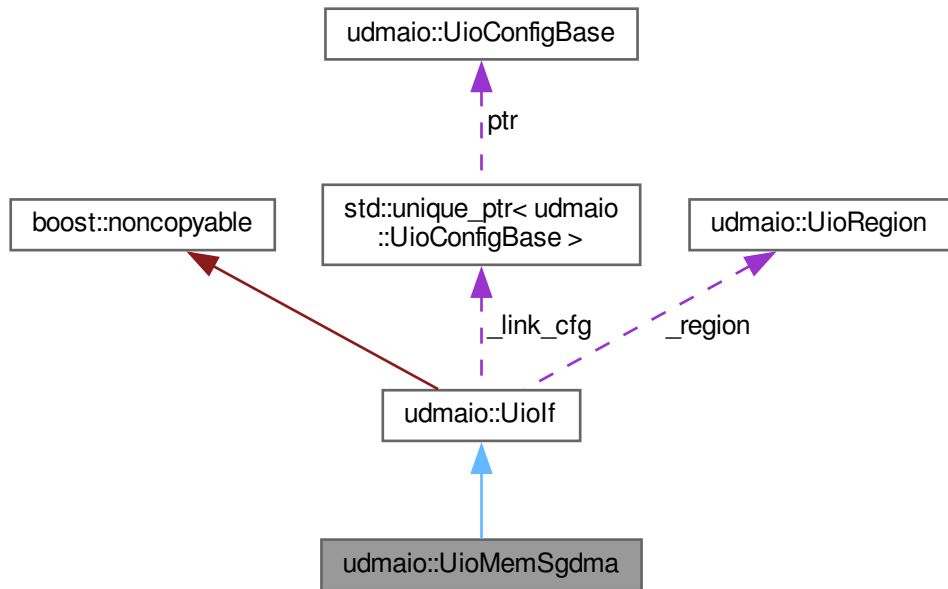 udmaio::UioConfigBase
ptr
boost::noncopyable
std::unique_ptr< udmaio
::UioConfigBase >
udmaio::UioRegion
_link_cfg
_region
udmaio::UioIf
udmaio::UioMemSgdma